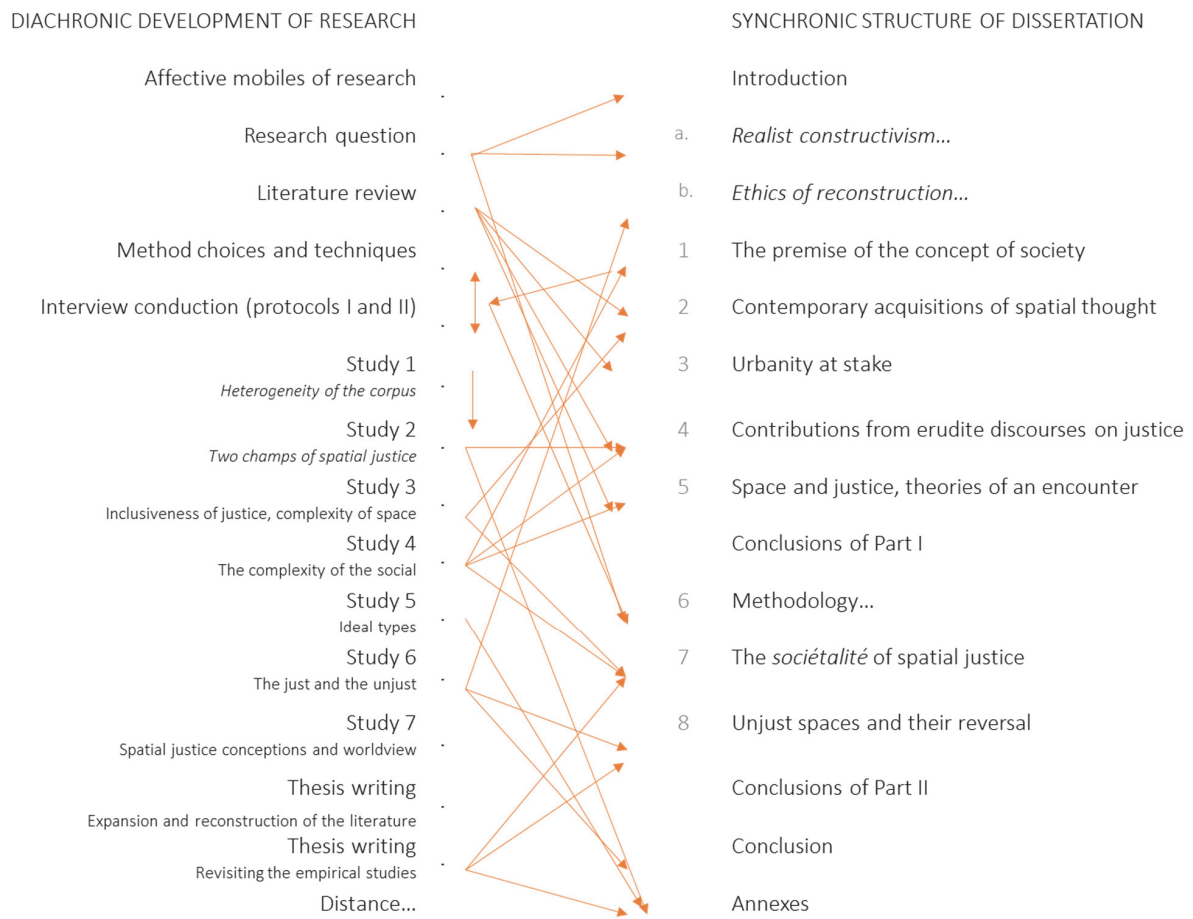 DIACHRONIC DEVELOPMENT OF RESEARCH
Affective mobiles of research
Research question
Literature review
Method choices and techniques
Interview conduction (protocols I and II)
Study 1
Heterogeneity of the corpus
Study 2
Two champs of spatial justice
Study 3
Inclusiveness of justice, complexity of space
Study 4
The complexity of the social
Study 5
Ideal types
Study 6
The just and the unjust
Study 7
Spatial justice conceptions and worldview
Thesis writing
Expansion and reconstruction of the literature
Thesis writing
Revisiting the empirical studies
Distance...
SYNCHRONIC STRUCTURE OF DISSERTATION
Introduction
a. Realist constructivism...
b. Ethics of reconstruction...
1 The premise of the concept of society
2 Contemporary acquisitions of spatial thought
3 Urbanity at stake
4 Contributions from erudite discourses on justice
5 Space and justice, theories of an encounter
Conclusions of Part I
6 Methodology...
7 The sociétalité of spatial justice
8 Unjust spaces and their reversal
Conclusions of Part II
Conclusion
Annexes